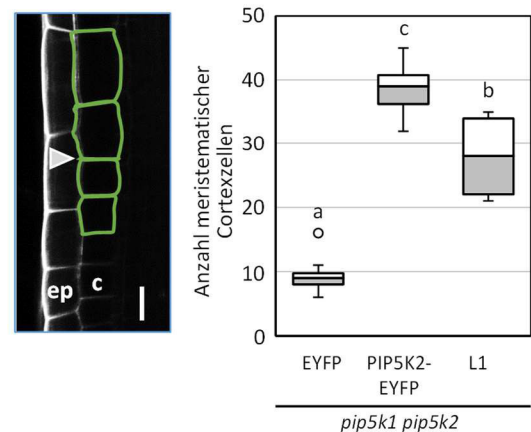 ep
c
Anzahl meristematischer
Cortexzellen
50
40
30
20
10
0
a
c
b
EYFP
PIP5K2-
EYFP
L1
pip5k1 pip5k2